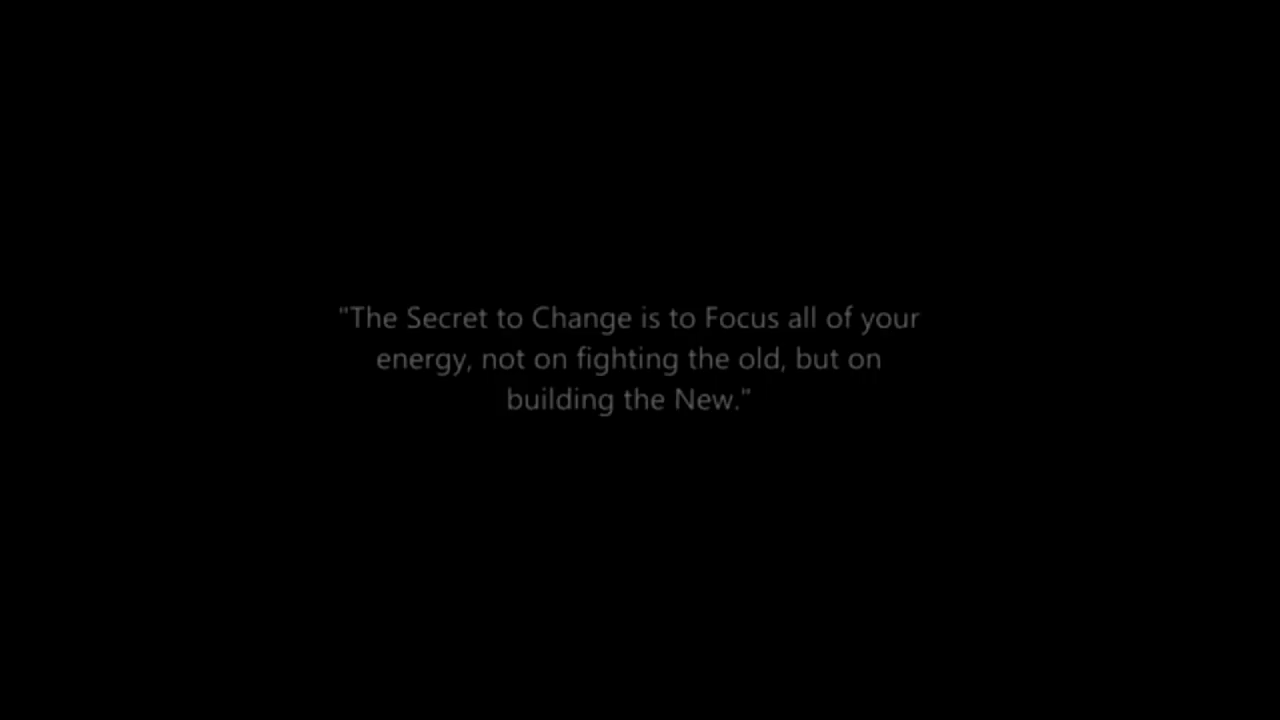 "The Secret to Change is to Focus all of your
energy, not on fighting the old, but on
building the New."